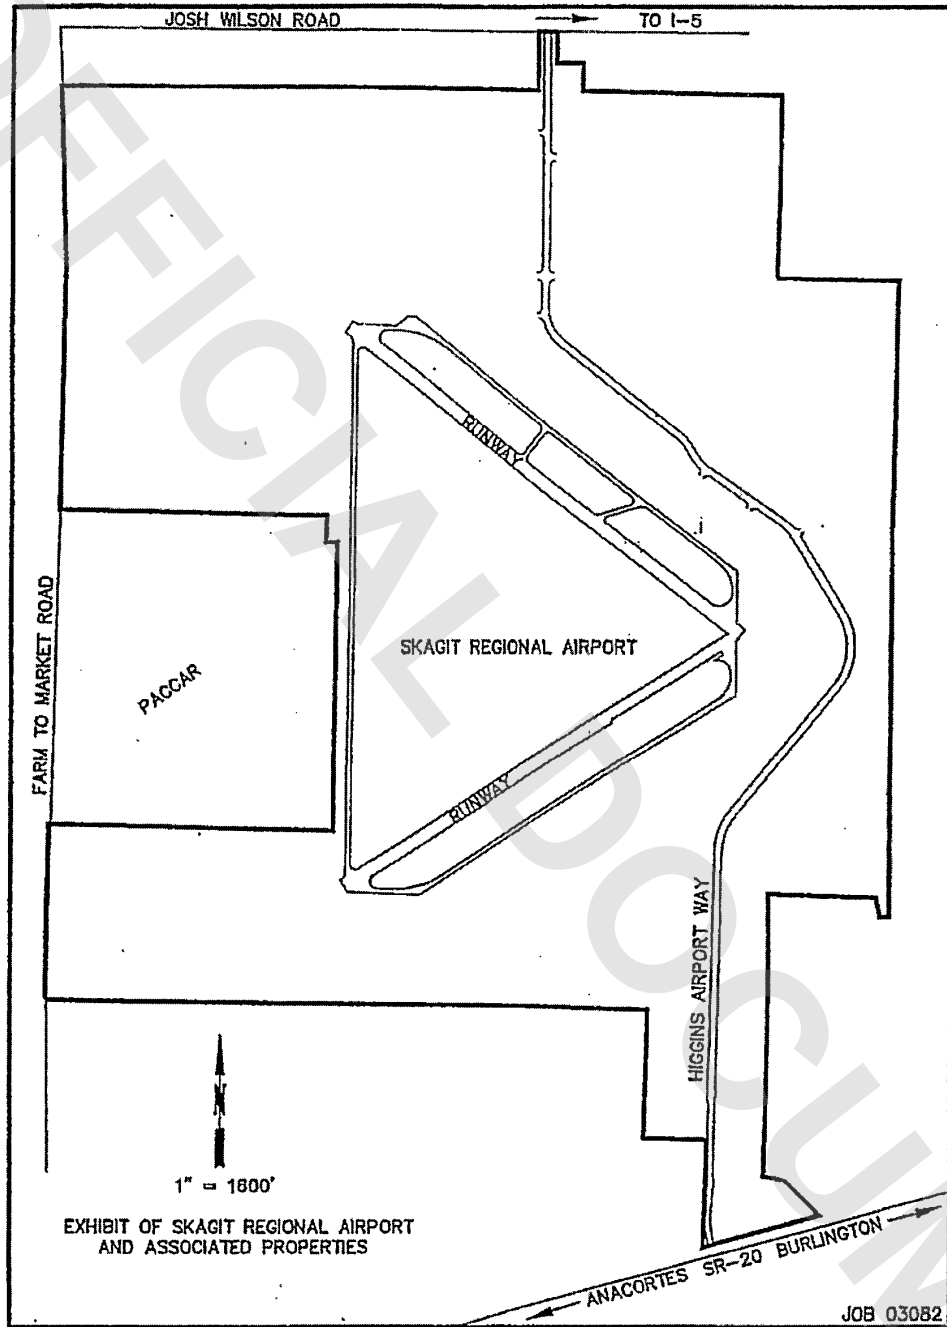 JOSH WILSON ROAD
TO I-5
RUNWAY
FARM TO MARKET ROAD
SKAGIT REGIONAL AIRPORT
PACCAR
RUNWAY
HIGGINS AIRPORT WAY
N
1" = 1600'
EXHIBIT OF SKAGIT REGIONAL AIRPORT
AND ASSOCIATED PROPERTIES
ANACORTES SR-20 BURLINGTON
JOB 03082
OFFICIAL DOCUM